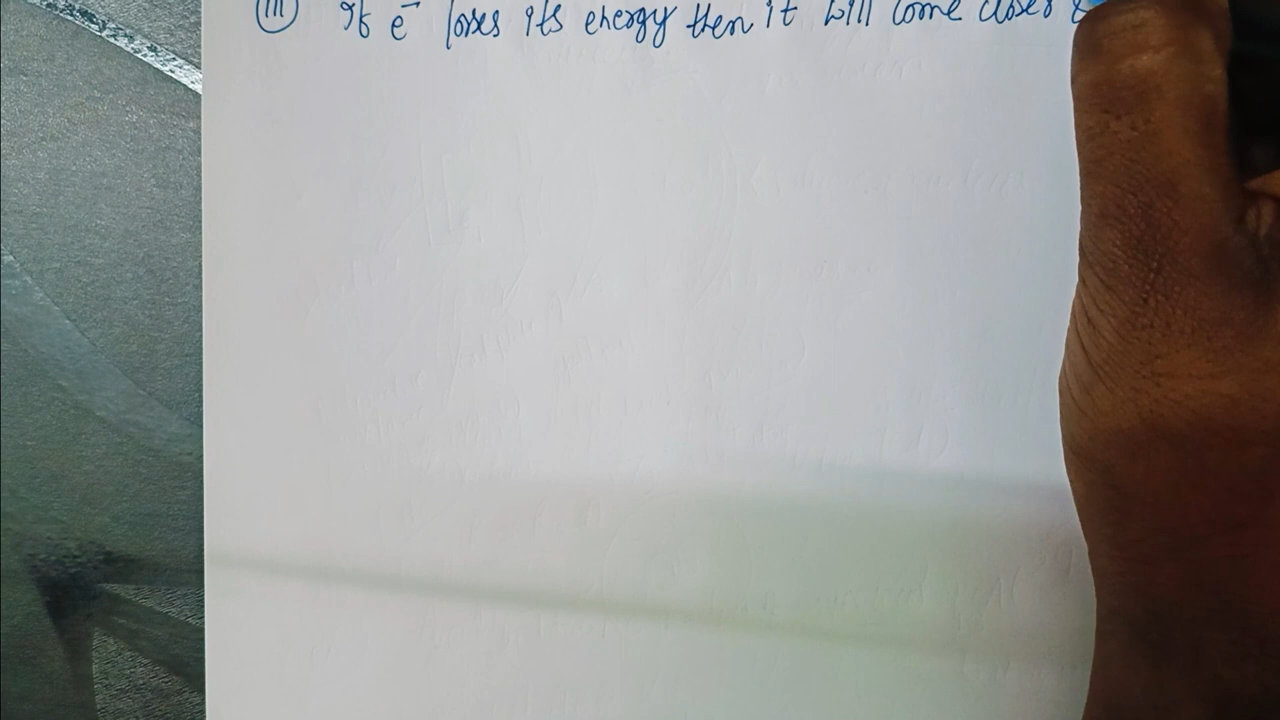 (iii) If e⁻ loses its energy then it will come closer &